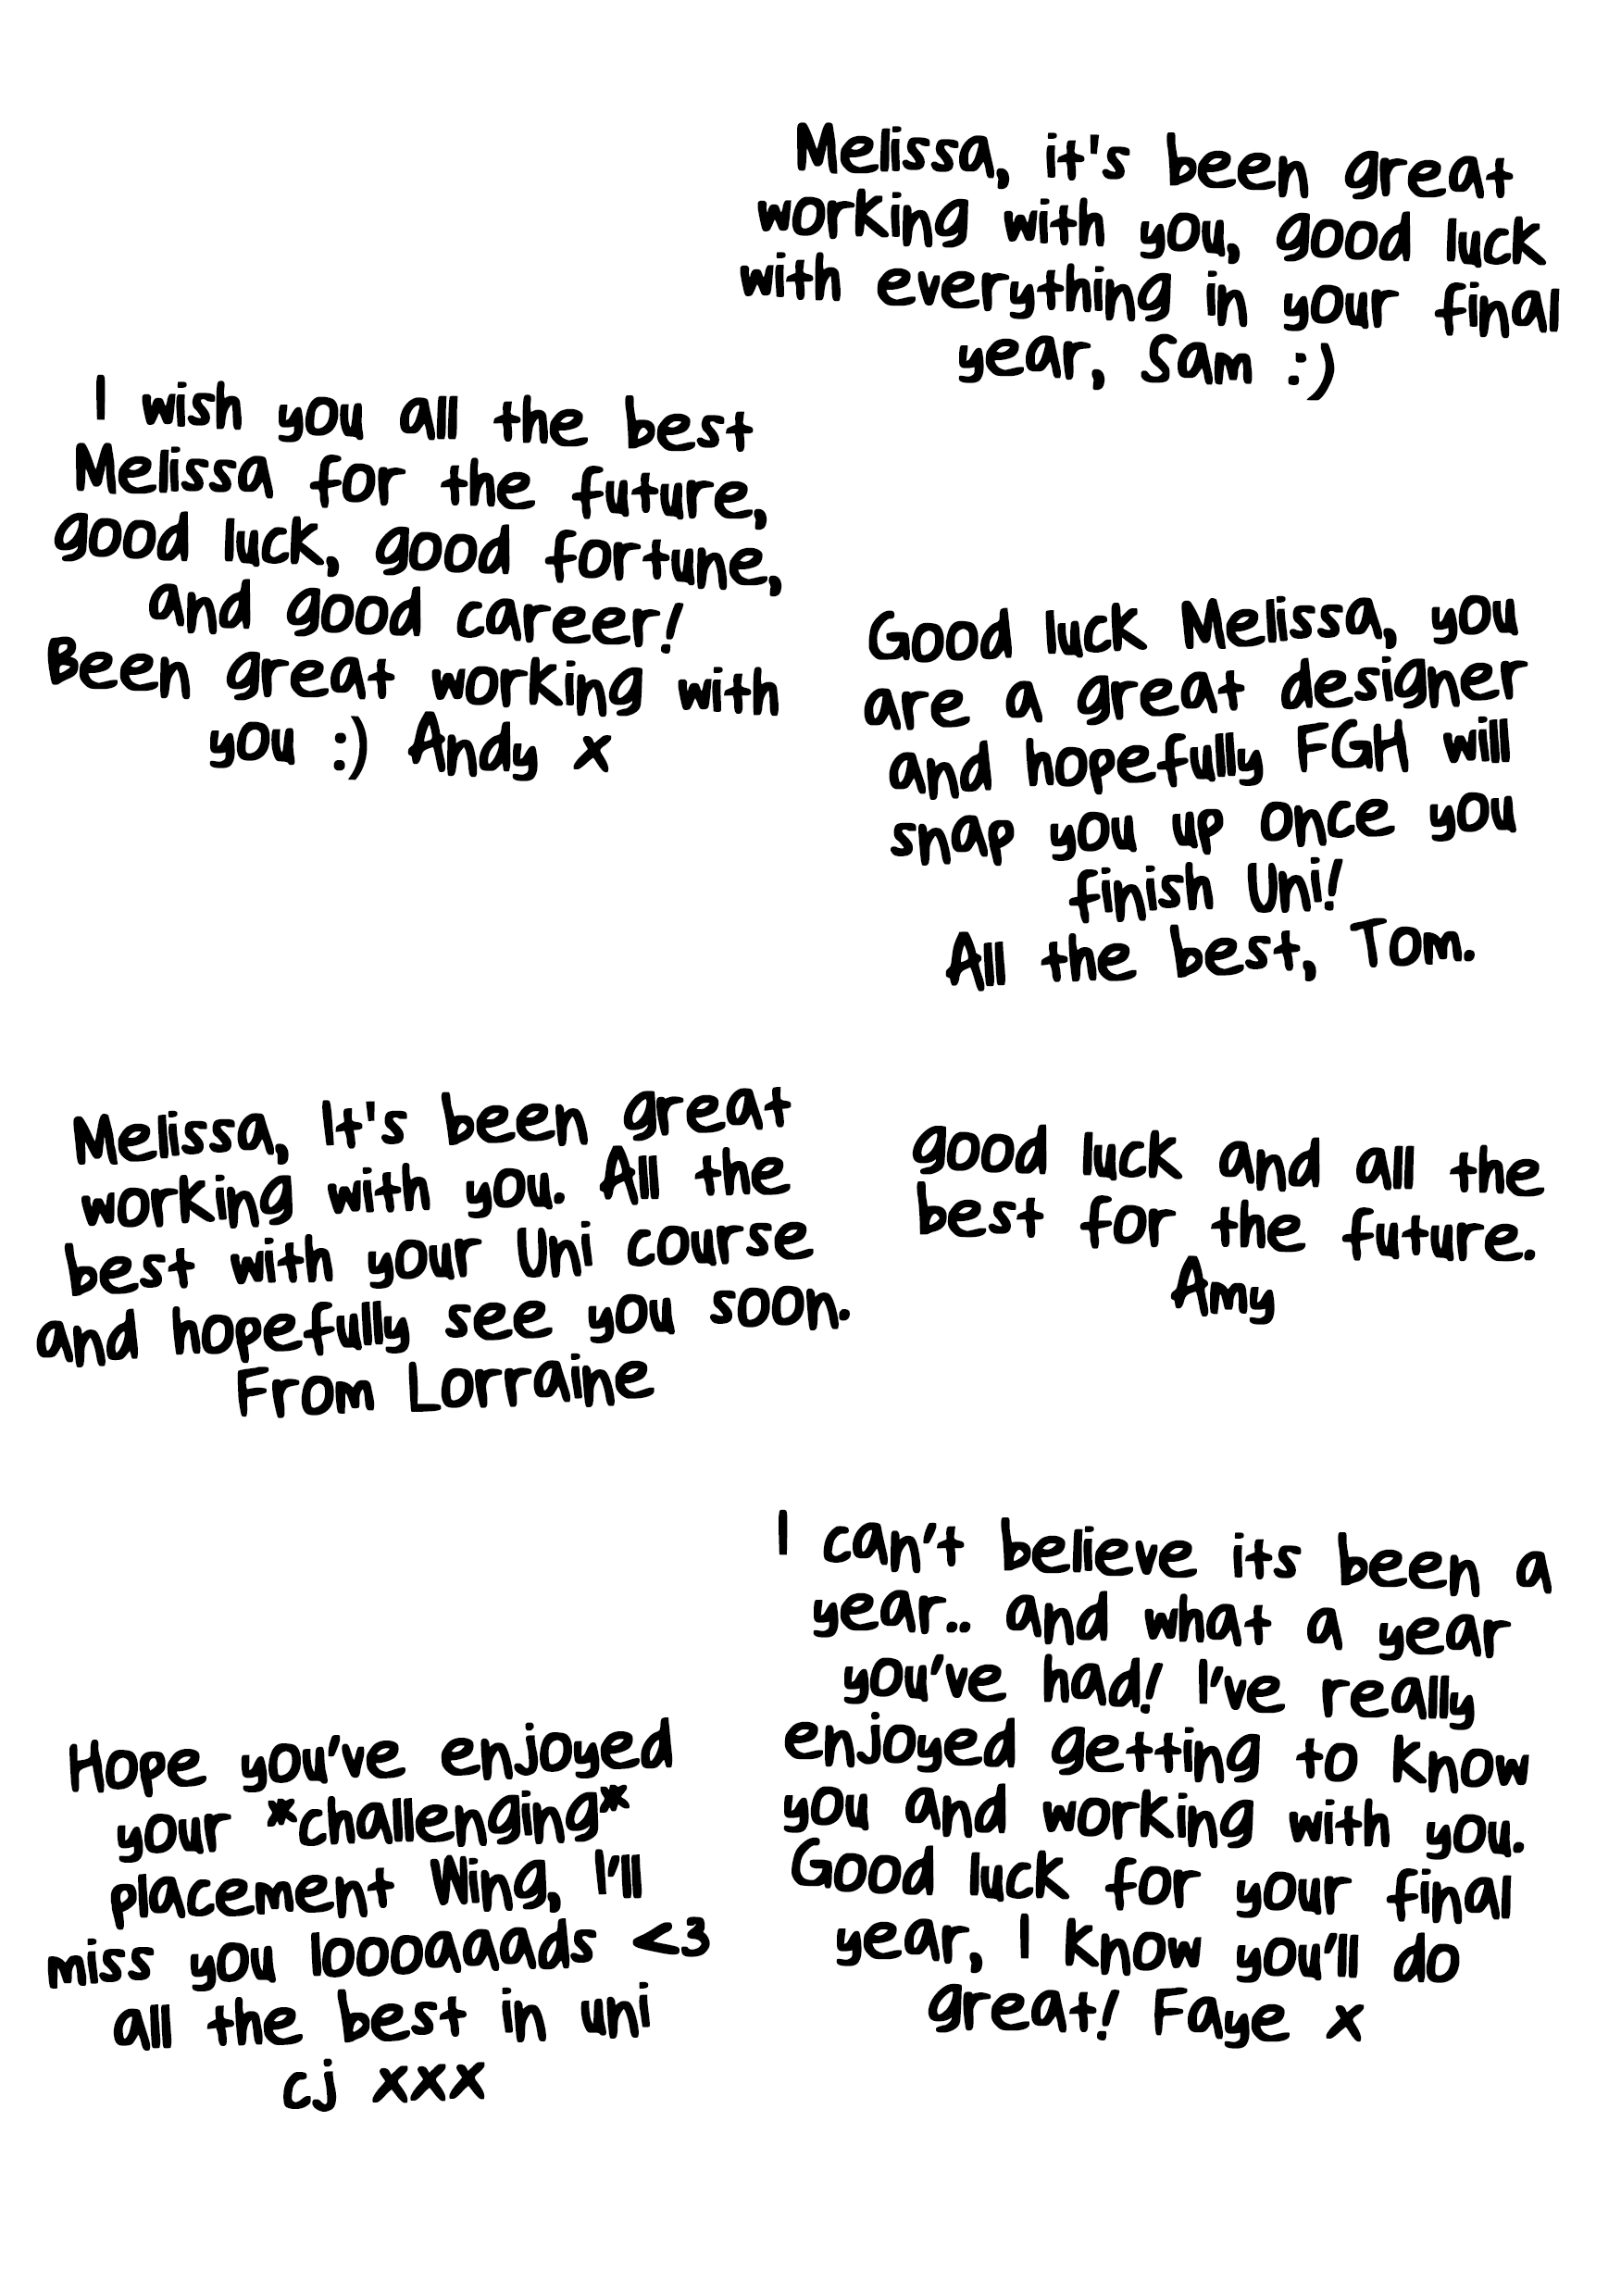 Melissa, it's been great
working with you, good luck
with everything in your final
year, Sam :)
I wish you all the best
Melissa for the future,
good luck, good fortune,
and good career!
Been great working with
you :) Andy x
Good luck Melissa, you
are a great designer
and hopefully FGH will
snap you up once you
finish Uni!
All the best, Tom.
Melissa, It's been great
working with you. All the
best with your Uni course
and hopefully see you soon.
From Lorraine
good luck and all the
best for the future.
Amy
I can't believe its been a
year.. and what a year
you've had! I've really
enjoyed getting to know
you and working with you.
Good luck for your final
year, I know you'll do
great! Faye x
Hope you've enjoyed
your *challenging*
placement Wing, I'll
miss you loooaaads <3
all the best in uni
cj xxx